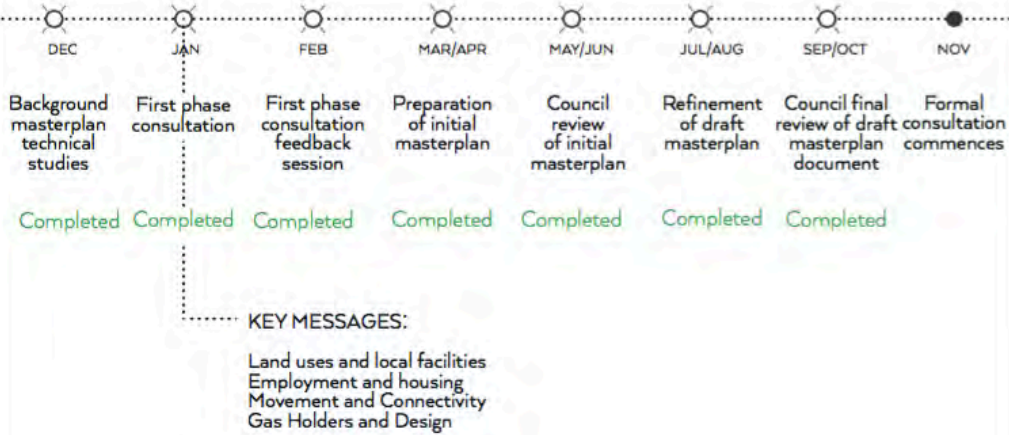 DEC
JAN
FEB
MAR/APR
MAY/JUN
JUL/AUG
SEP/OCT
NOV
Background
masterplan
technical
studies
First phase
consultation
First phase
consultation
feedback
session
Preparation
of initial
masterplan
Council
review
of initial
masterplan
Refinement
of draft
masterplan
Council final
review of draft
masterplan
document
Formal
consultation
commences
Completed
Completed
Completed
Completed
Completed
Completed
Completed
KEY MESSAGES:
Land uses and local facilities
Employment and housing
Movement and Connectivity
Gas Holders and Design